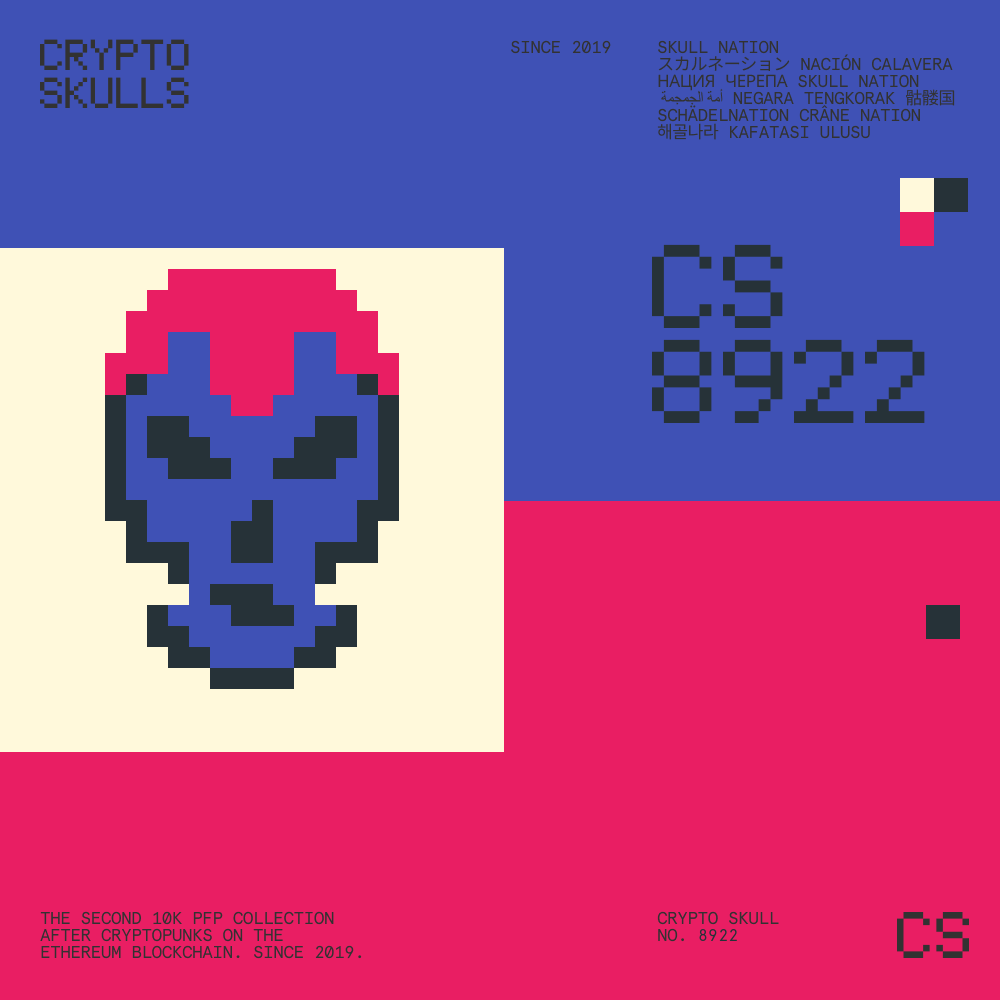 CRYPTO
SKULLS
SINCE 2019
SKULL NATION
スカルネーション NACIÓN CALAVERA
НАЦИЯ ЧЕРЕПА SKULL NATION
أمة الجمجمة NEGARA TENGKORAK 骷髅国
SCHÄDELNATION CRÂNE NATION
해골나라 KAFATASI ULUSU
CS
8922
THE SECOND 10K PFP COLLECTION
AFTER CRYPTOPUNKS ON THE
ETHEREUM BLOCKCHAIN. SINCE 2019.
CRYPTO SKULL
NO. 8922
CS